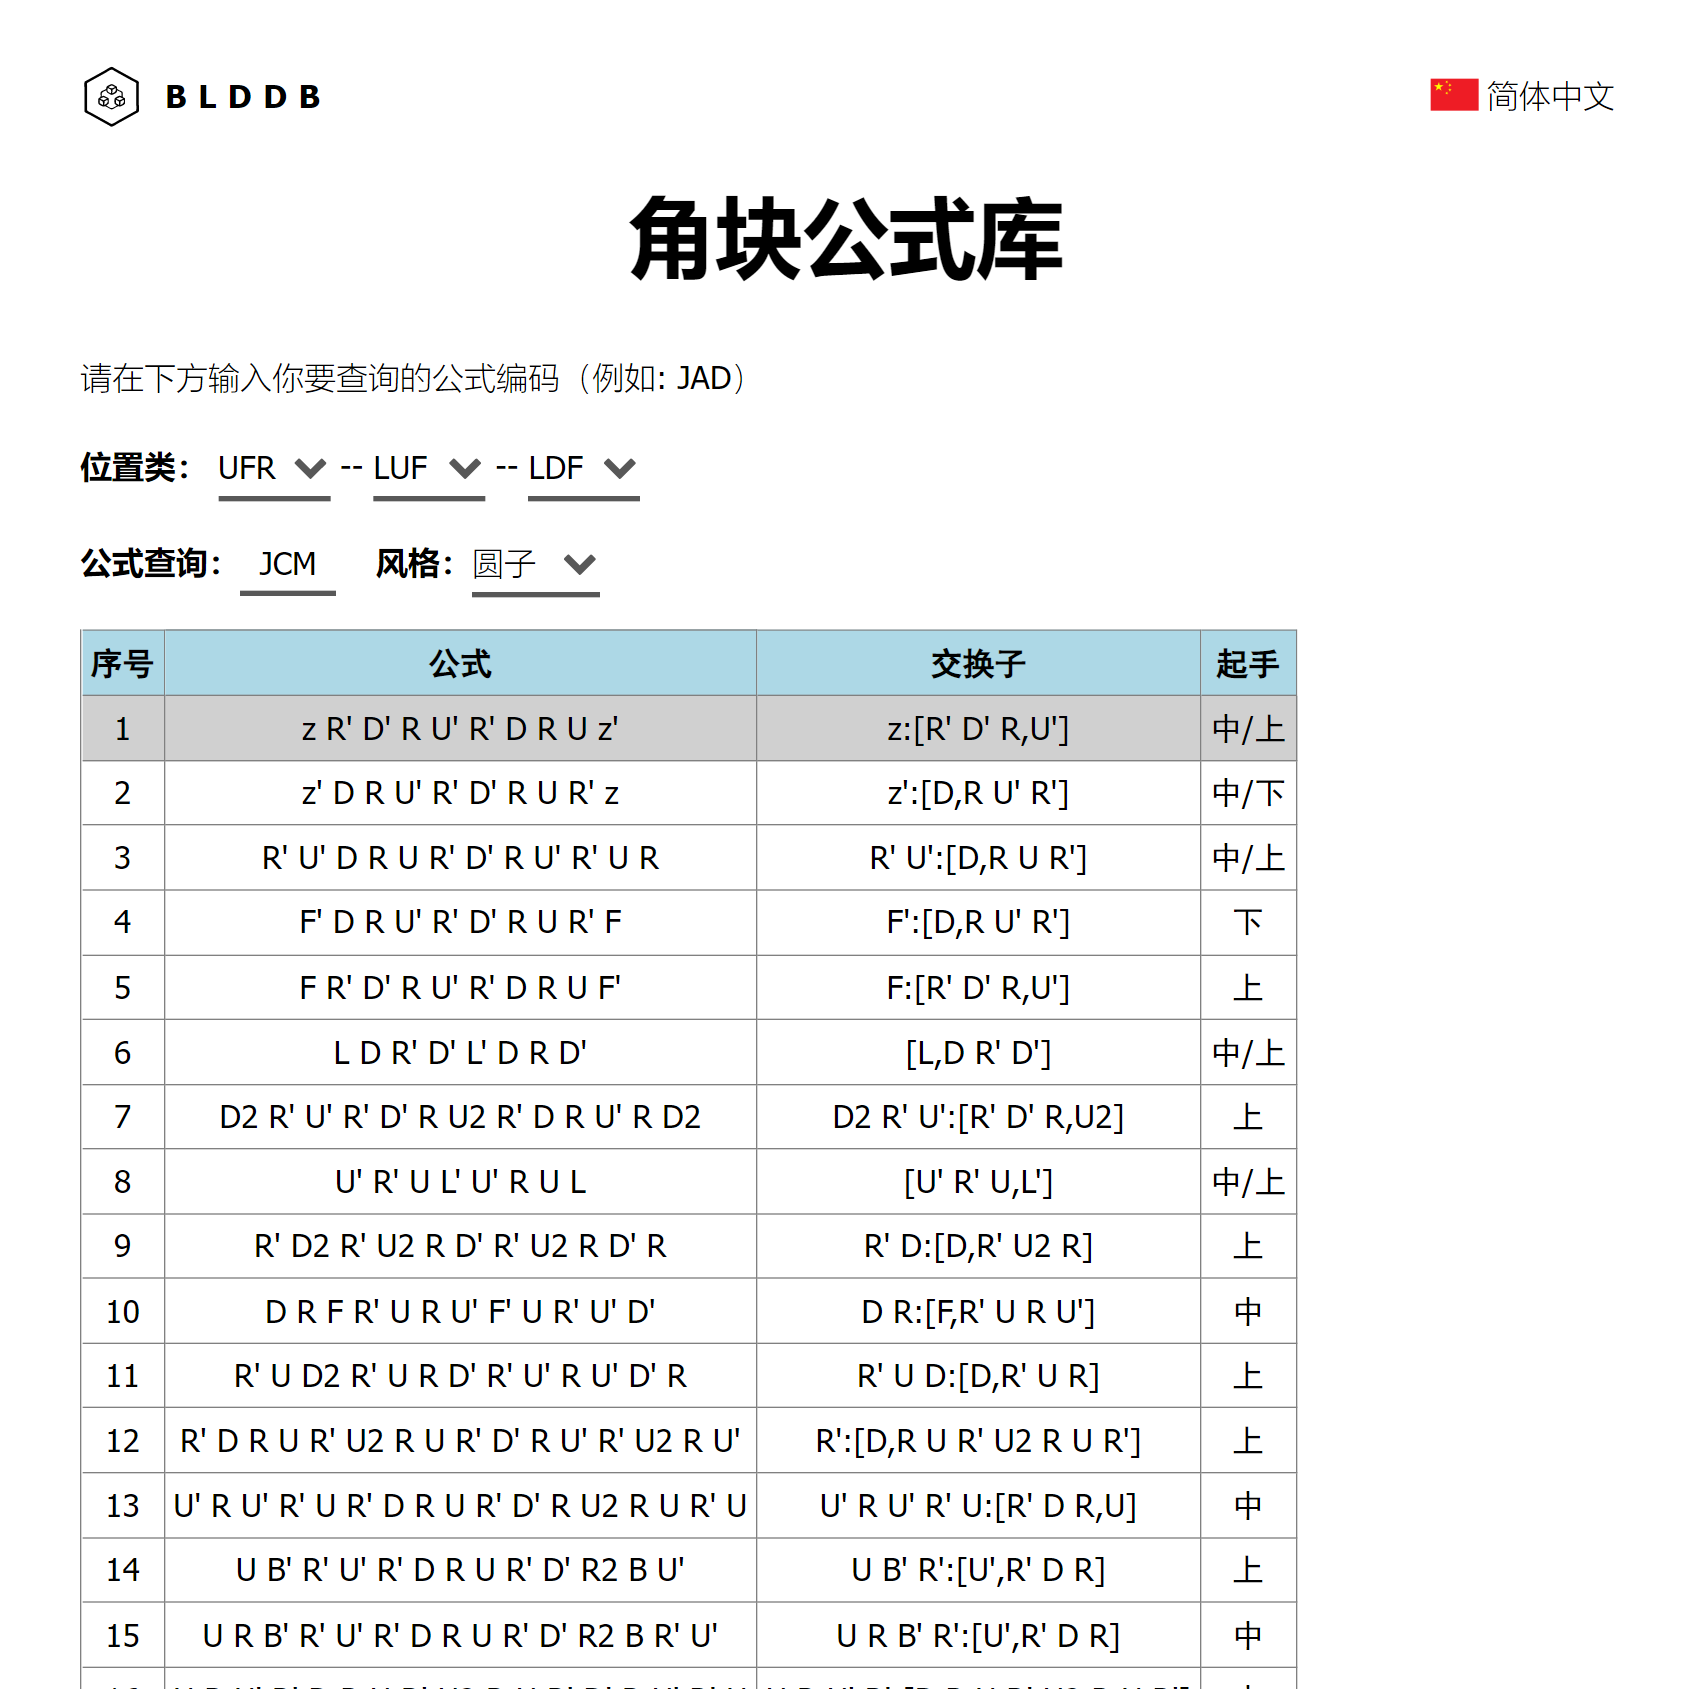 BLDDB
简体中文
角块公式库
请在下方输入你要查询的公式编码（例如: JAD）
位置类： UFR -- LUF -- LDF
公式查询： JCM 风格： 圆子
序号 公式 交换子 起手
1 z R' D' R U' R' D R U z' z:[R' D' R,U'] 中/上
2 z' D R U' R' D' R U R' z z':[D,R U' R'] 中/下
3 R' U' D R U R' D' R U' R' U R R' U':[D,R U R'] 中/上
4 F' D R U' R' D' R U R' F F':[D,R U' R'] 下
5 F R' D' R U' R' D R U F' F:[R' D' R,U'] 上
6 L D R' D' L' D R D' [L,D R' D'] 中/上
7 D2 R' U' R' D' R U2 R' D R U' R D2 D2 R' U':[R' D' R,U2] 上
8 U' R' U L' U' R U L [U' R' U,L'] 中/上
9 R' D2 R' U2 R D' R' U2 R D' R R' D:[D,R' U2 R] 上
10 D R F R' U R U' F' U R' U' D' D R:[F,R' U R U'] 中
11 R' U D2 R' U R D' R' U' R U' D' R R' U D:[D,R' U R] 上
12 R' D R U R' U2 R U R' D' R U' R' U2 R U' R':[D,R U R' U2 R U R'] 上
13 U' R U' R' U R' D R U R' D' R U2 R U R' U U' R U' R' U:[R' D R,U] 中
14 U B' R' U' R' D R U R' D' R2 B U' U B' R':[U',R' D R] 上
15 U R B' R' U' R' D R U R' D' R2 B R' U' U R B' R':[U',R' D R] 中